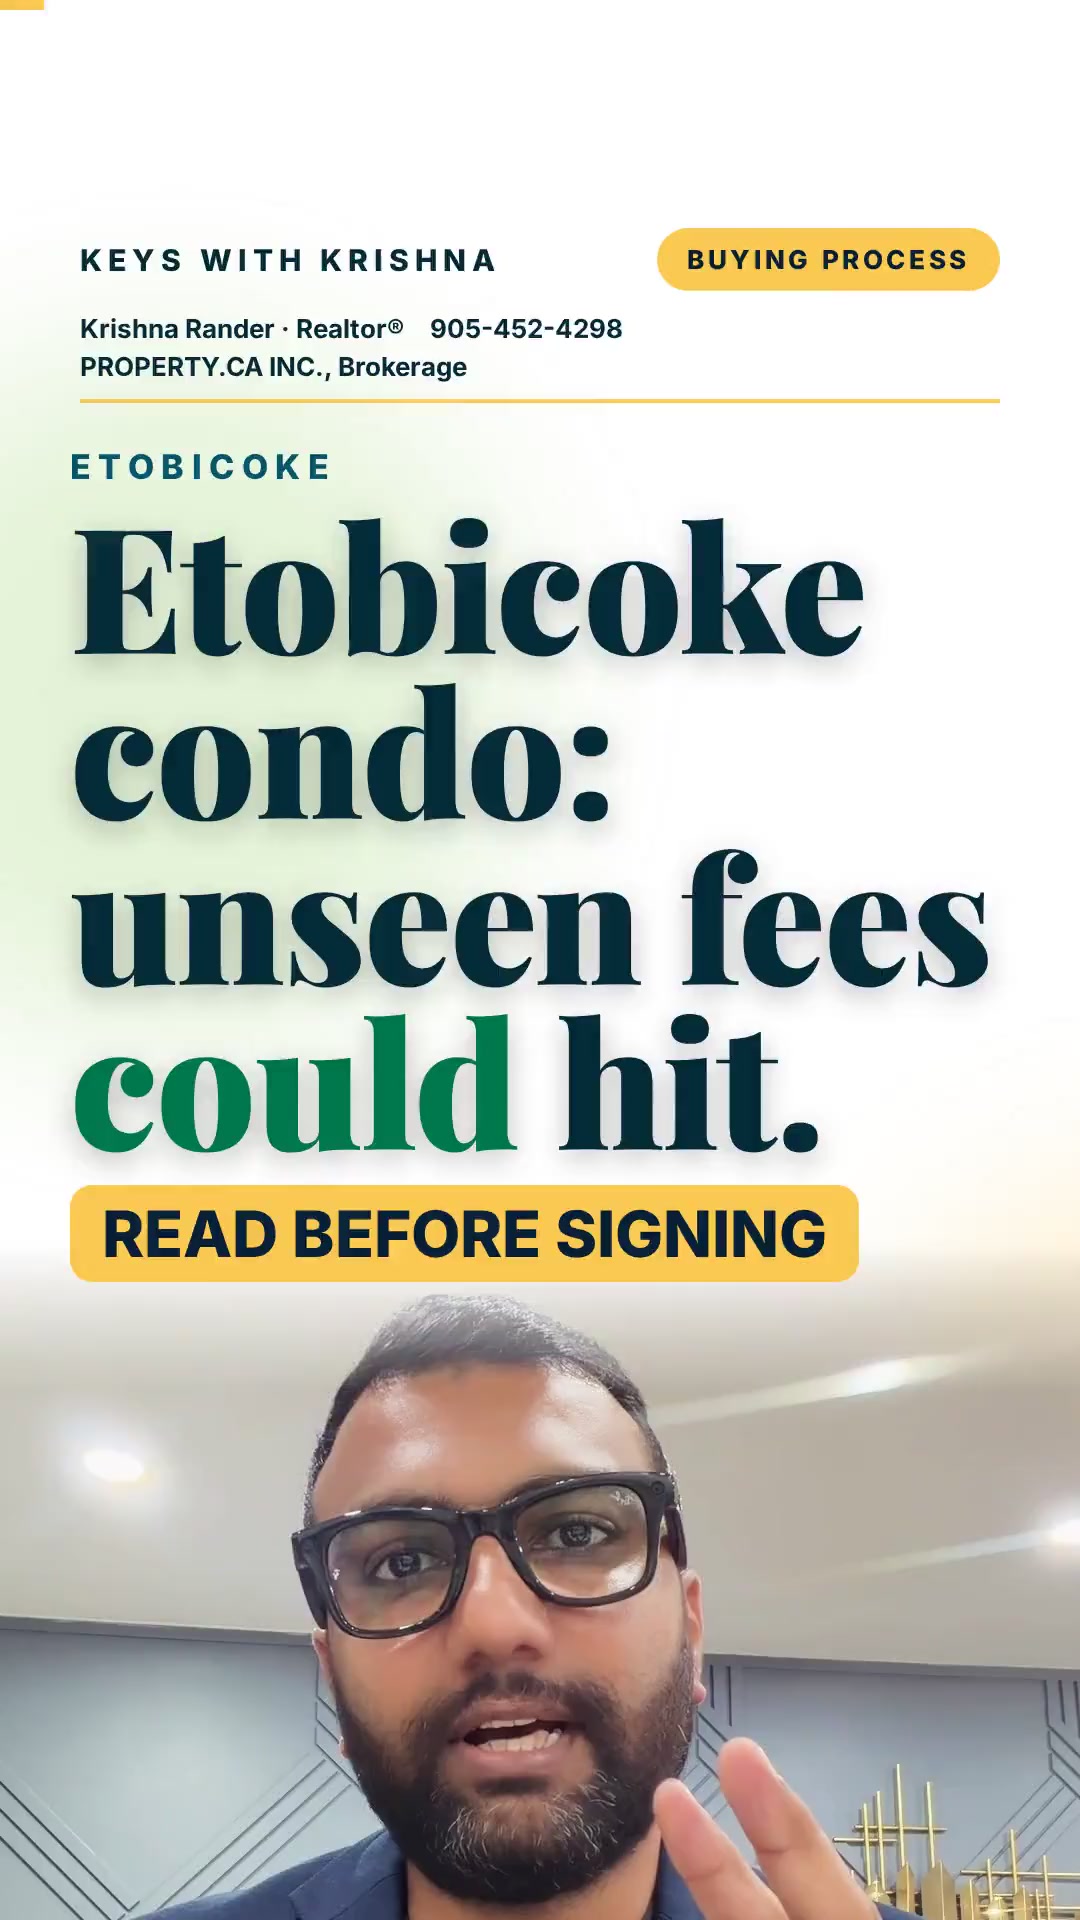 KEYS WITH KRISHNA
BUYING PROCESS
Krishna Rander · Realtor® 905-452-4298
PROPERTY.CA INC., Brokerage
ETOBICOKE
Etobicoke
condo:
unseen fees
could hit.
READ BEFORE SIGNING